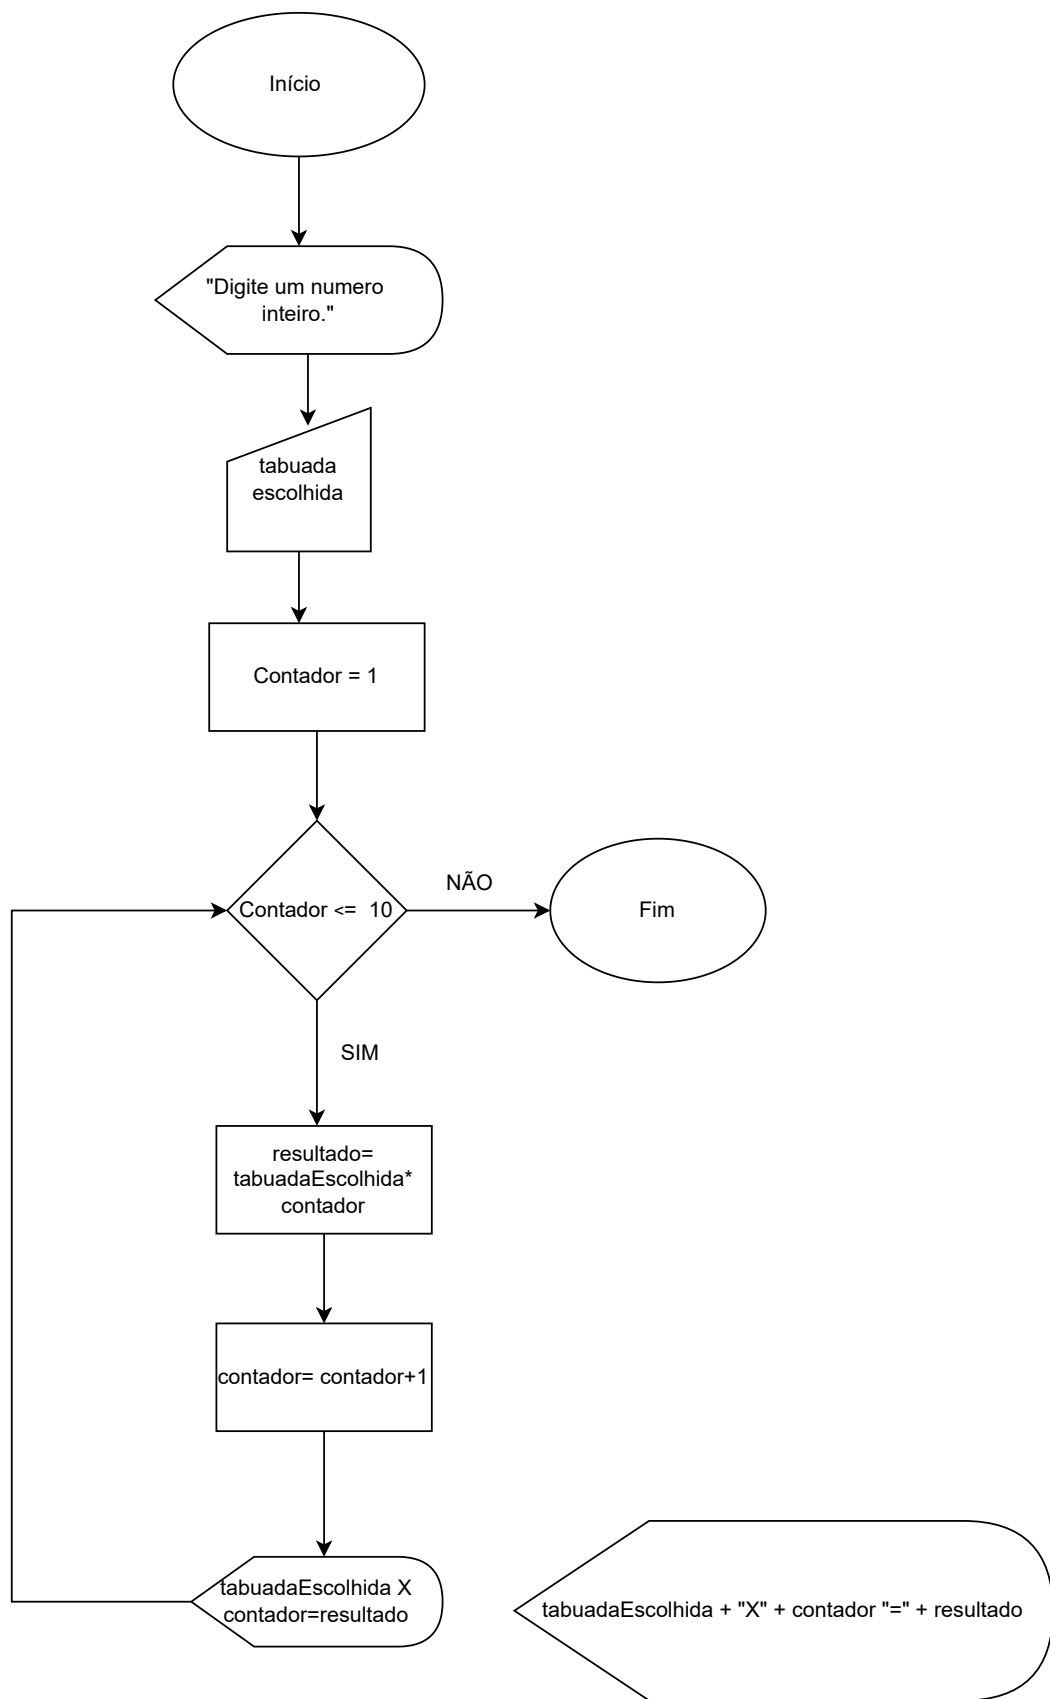 Início
"Digite um numero
inteiro."
tabuada
escolhida
Contador = 1
Contador <=  10
NÃO
Fim
SIM
resultado=
tabuadaEscolhida*
contador
contador= contador+1
tabuadaEscolhida X
contador=resultado
tabuadaEscolhida + "X" + contador "=" + resultado